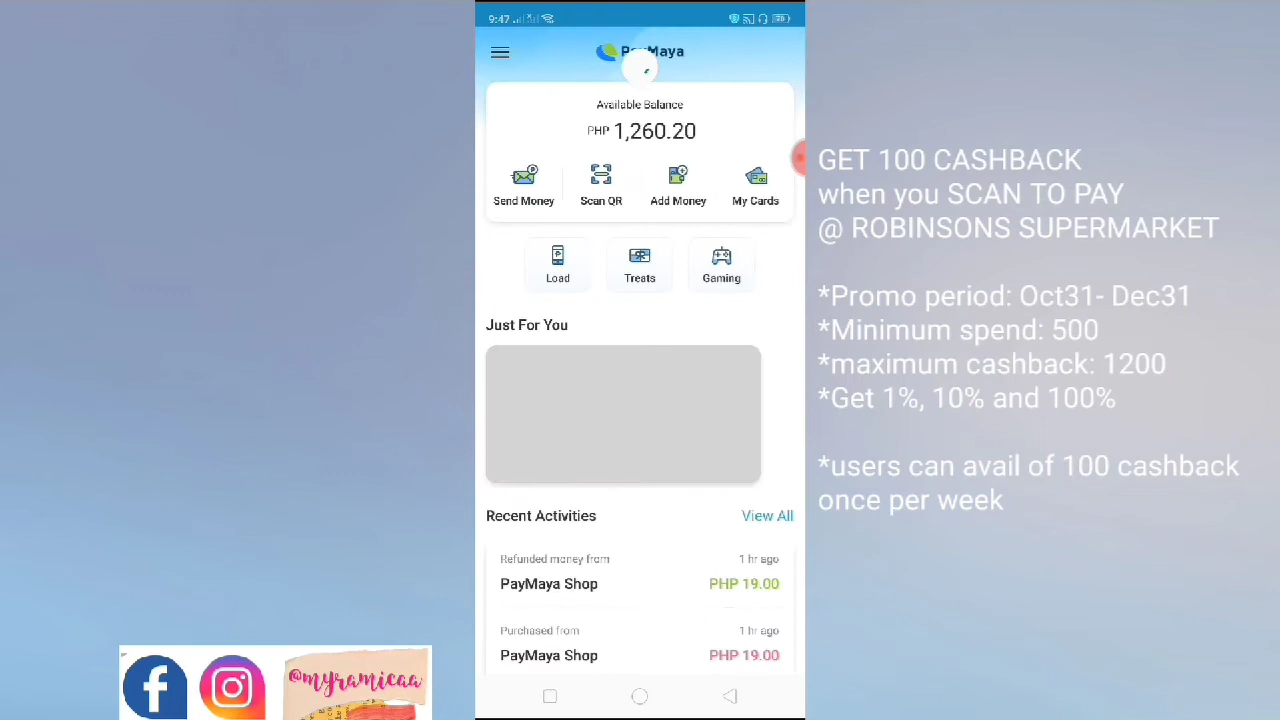 9:47
70
PayMaya
Available Balance
PHP 1,260.20
Send Money
Scan QR
Add Money
My Cards
Load
Treats
Gaming
Just For You
Recent Activities
View All
Refunded money from
1 hr ago
PayMaya Shop
PHP 19.00
Purchased from
1 hr ago
PayMaya Shop
PHP 19.00
GET 100 CASHBACK
when you SCAN TO PAY
@ ROBINSONS SUPERMARKET
*Promo period: Oct31- Dec31
*Minimum spend: 500
*maximum cashback: 1200
*Get 1%, 10% and 100%
*users can avail of 100 cashback
once per week
@myramicaa